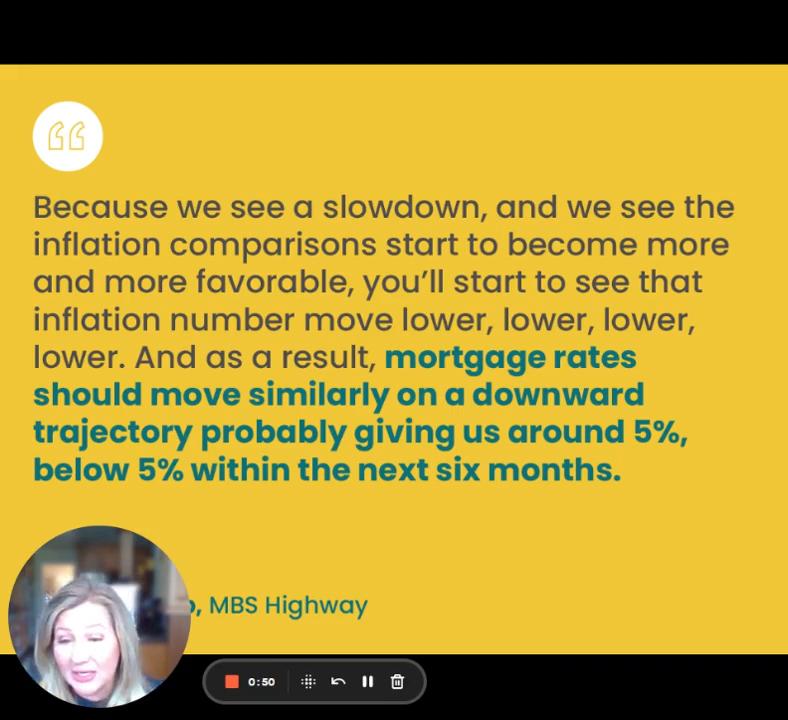 Because we see a slowdown, and we see the
inflation comparisons start to become more
and more favorable, you’ll start to see that
inflation number move lower, lower, lower,
lower. And as a result, mortgage rates
should move similarly on a downward
trajectory probably giving us around 5%,
below 5% within the next six months.
MBS Highway
0:50